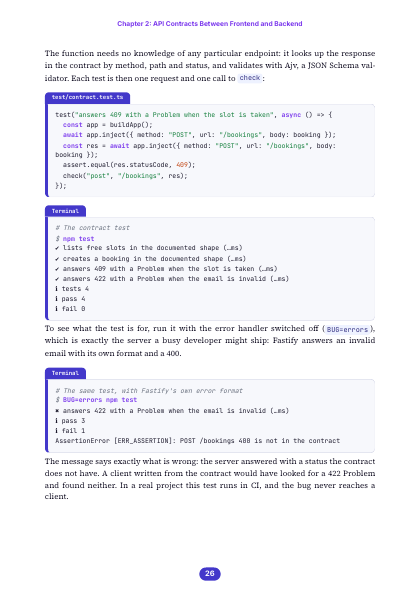 Chapter 2: API Contracts Between Frontend and Backend
The function needs no knowledge of any particular endpoint: it looks up the response
in the contract by method, path and status, and validates with Ajv, a JSON Schema val-
idator. Each test is then one request and one call to check:
test/contract.test.ts
test("answers 409 with a Problem when the slot is taken", async () => {
const app = buildApp();
await app.inject({ method: "POST", url: "/bookings", body: booking });
const res = await app.inject({ method: "POST", url: "/bookings", body:
booking });
assert.equal(res.statusCode, 409);
check("post", "/bookings", res);
});
Terminal
# The contract test
$ npm test
✔ lists free slots in the documented shape (…ms)
✔ creates a booking in the documented shape (…ms)
✔ answers 409 with a Problem when the slot is taken (…ms)
✔ answers 422 with a Problem when the email is invalid (…ms)
ℹ tests 4
ℹ pass 4
ℹ fail 0
To see what the test is for, run it with the error handler switched off (BUG=errors),
which is exactly the server a busy developer might ship: Fastify answers an invalid
email with its own format and a 400.
Terminal
# The same test, with Fastify's own error format
$ BUG=errors npm test
✖ answers 422 with a Problem when the email is invalid (…ms)
ℹ pass 3
ℹ fail 1
AssertionError [ERR_ASSERTION]: POST /bookings 400 is not in the contract
The message says exactly what is wrong: the server answered with a status the contract
does not have. A client written from the contract would have looked for a 422 Problem
and found neither. In a real project this test runs in CI, and the bug never reaches a
client.
26